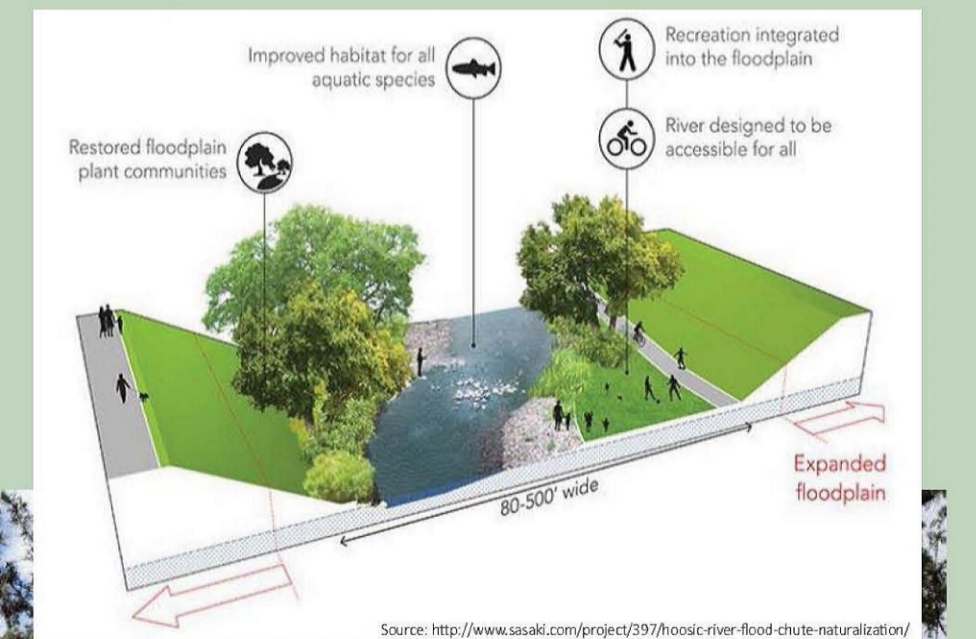 Improved habitat for all
aquatic species
Recreation integrated
into the floodplain
River designed to be
accessible for all
Restored floodplain
plant communities
80-500' wide
Expanded
floodplain
Source: http://www.sasaki.com/project/397/hoosic-river-flood-chute-naturalization/